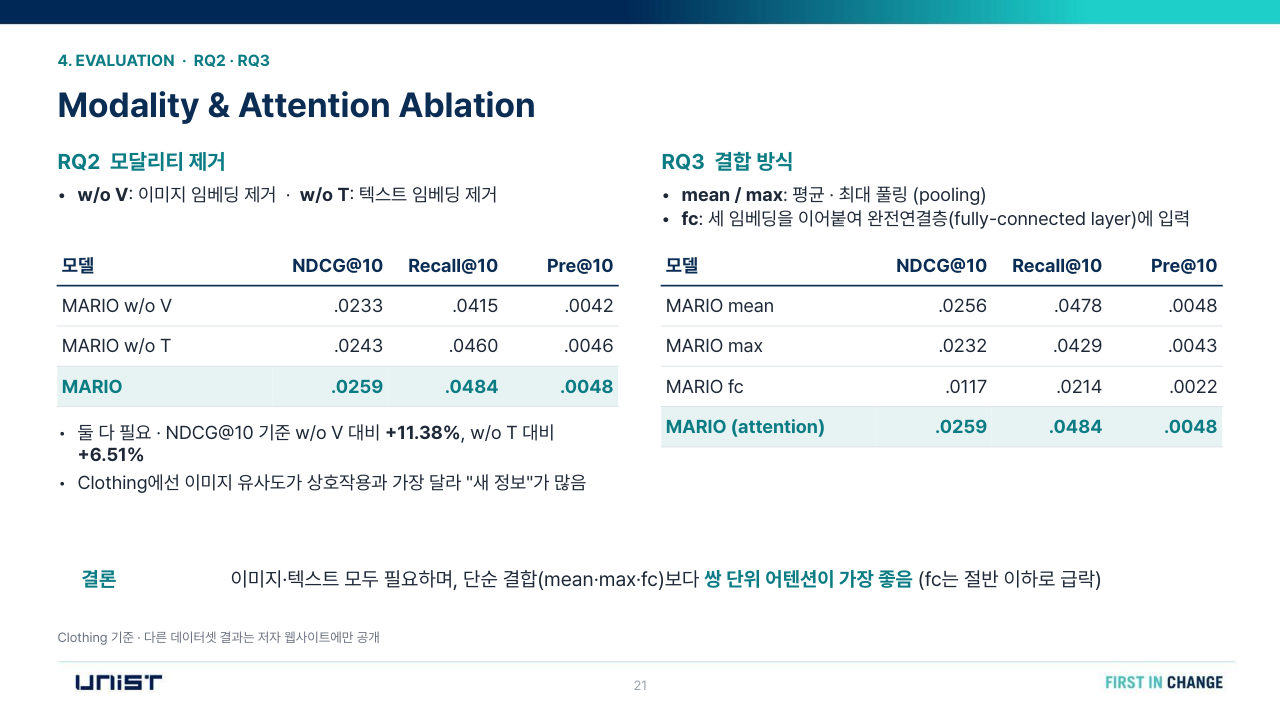 4. EVALUATION · RQ2 · RQ3
Modality & Attention Ablation
RQ2 모달리티 제거
• w/o V: 이미지 임베딩 제거 · w/o T: 텍스트 임베딩 제거
모델 NDCG@10 Recall@10 Pre@10
MARIO w/o V .0233 .0415 .0042
MARIO w/o T .0243 .0460 .0046
MARIO .0259 .0484 .0048
• 둘 다 필요 · NDCG@10 기준 w/o V 대비 +11.38%, w/o T 대비
+6.51%
• Clothing에선 이미지 유사도가 상호작용과 가장 달라 "새 정보"가 많음
RQ3 결합 방식
• mean / max: 평균 · 최대 풀링 (pooling)
• fc: 세 임베딩을 이어붙여 완전연결층(fully-connected layer)에 입력
모델 NDCG@10 Recall@10 Pre@10
MARIO mean .0256 .0478 .0048
MARIO max .0232 .0429 .0043
MARIO fc .0117 .0214 .0022
MARIO (attention) .0259 .0484 .0048
결론 이미지·텍스트 모두 필요하며, 단순 결합(mean·max·fc)보다 쌍 단위 어텐션이 가장 좋음 (fc는 절반 이하로 급락)
Clothing 기준 · 다른 데이터셋 결과는 저자 웹사이트에만 공개
UNIST
21
FIRST IN CHANGE